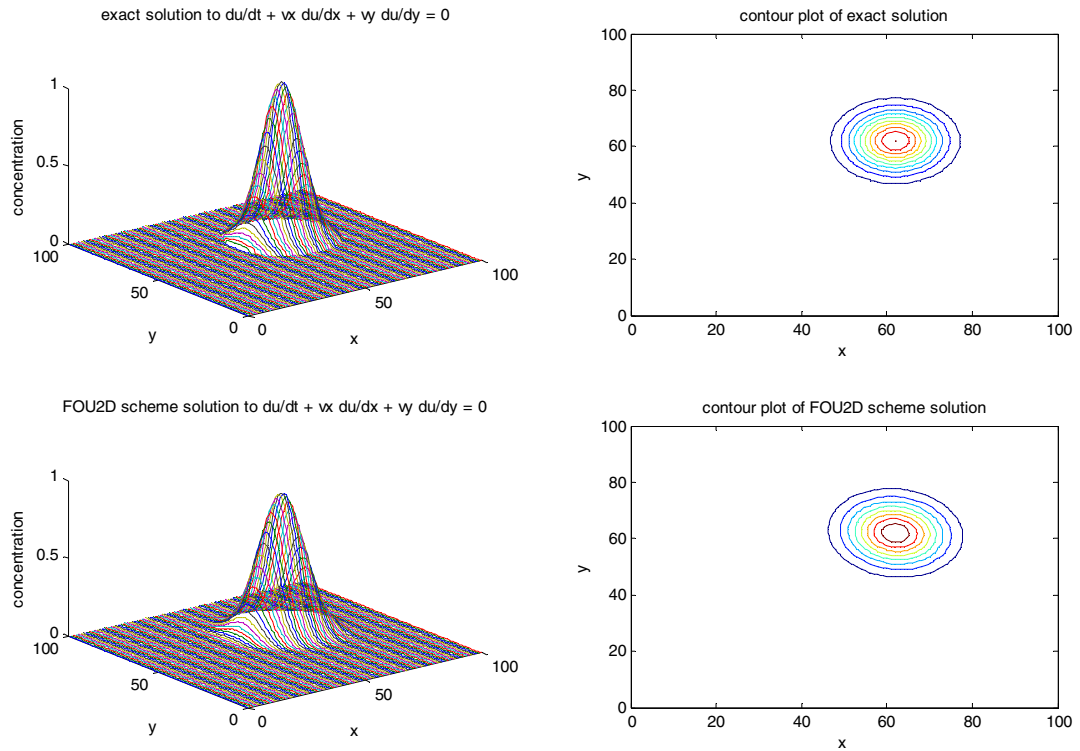 exact solution to du/dt + vx du/dx + vy du/dy = 0
1
0.5
0
concentration
100
50
0
y
0
50
100
x
contour plot of exact solution
100
80
60
40
20
0
y
0 20 40 60 80 100
x
FOU2D scheme solution to du/dt + vx du/dx + vy du/dy = 0
1
0.5
0
concentration
100
50
0
y
0
50
100
x
contour plot of FOU2D scheme solution
100
80
60
40
20
0
y
0 20 40 60 80 100
x